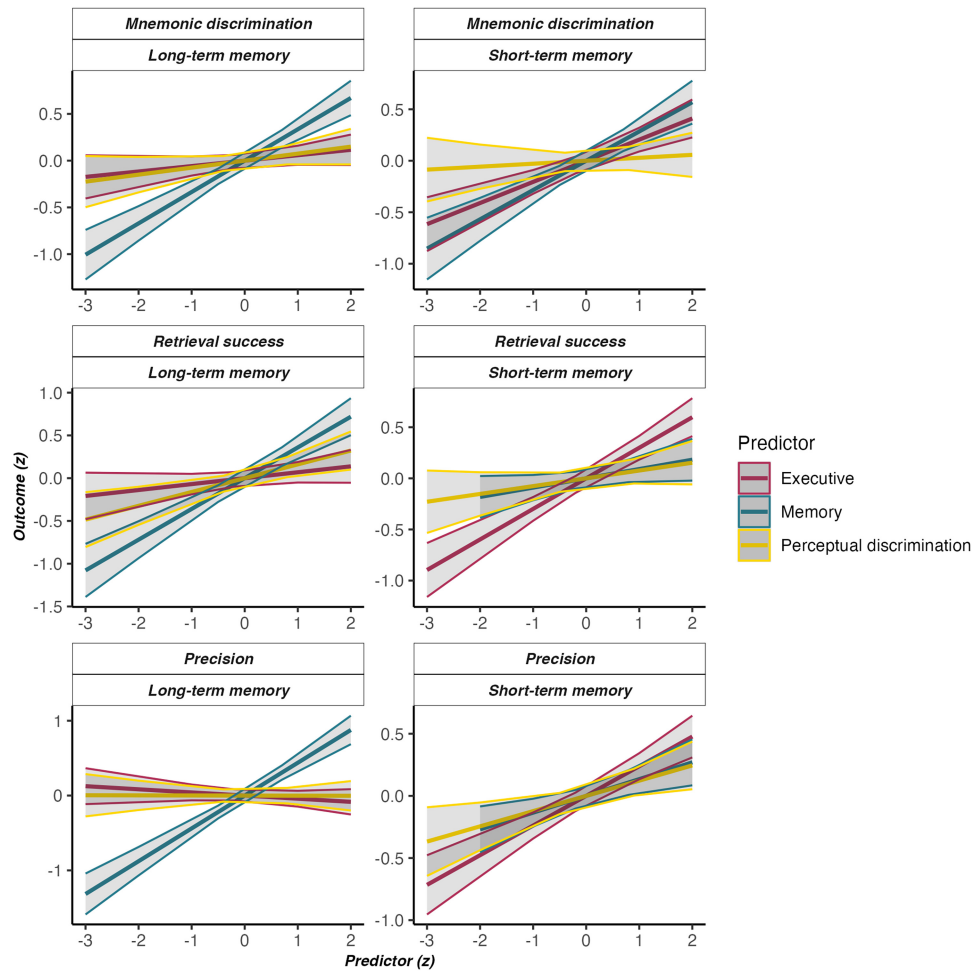 Mnemonic discrimination
Mnemonic discrimination
Long-term memory
Short-term memory
0.5
0.0
-0.5
-1.0
-3 -2 -1 0 1 2
0.5
0.0
-0.5
-1.0
-3 -2 -1 0 1 2
Retrieval success
Retrieval success
Long-term memory
Short-term memory
1.0
0.5
0.0
-0.5
-1.0
-1.5
-3 -2 -1 0 1 2
0.5
0.0
-0.5
-1.0
-3 -2 -1 0 1 2
Precision
Precision
Long-term memory
Short-term memory
1
0
-1
-3 -2 -1 0 1 2
0.5
0.0
-0.5
-1.0
-3 -2 -1 0 1 2
Outcome (z)
Predictor (z)
Predictor
Executive
Memory
Perceptual discrimination